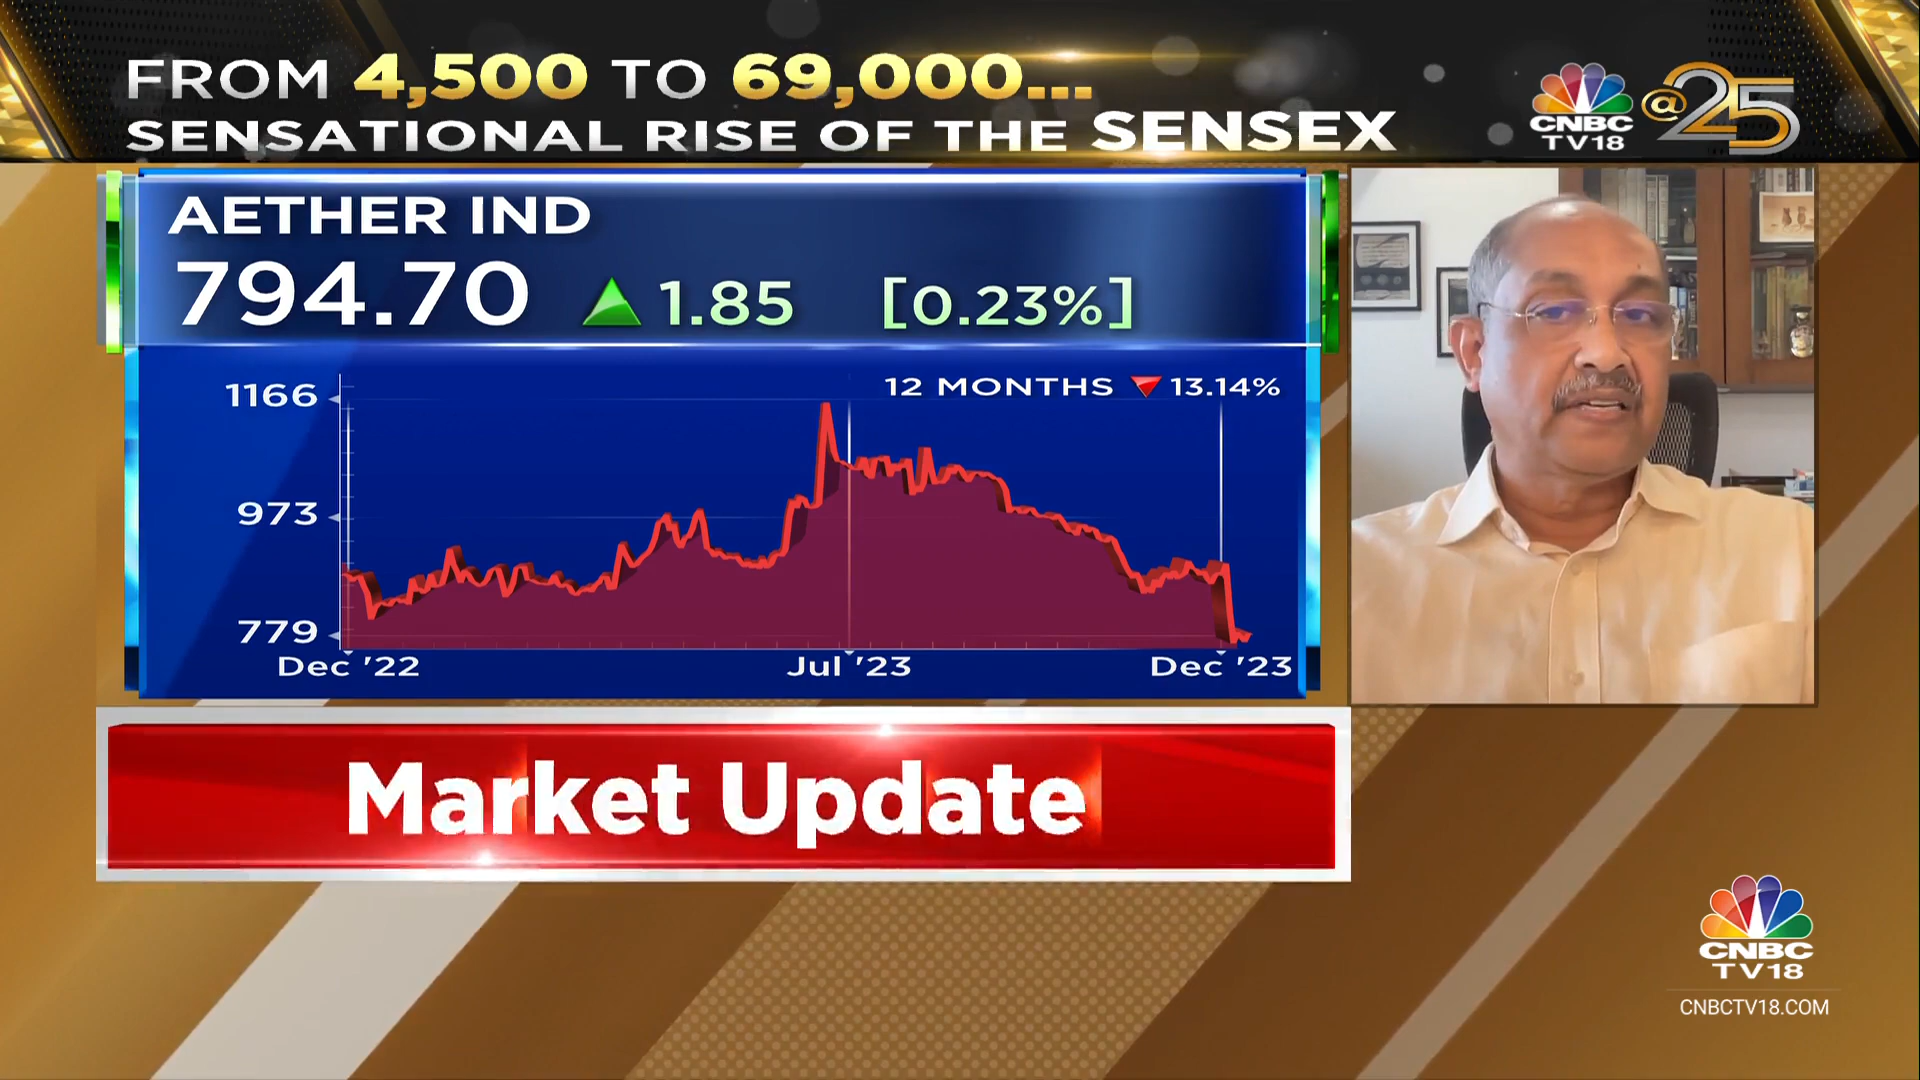 FROM 4,500 TO 69,000...
SENSATIONAL RISE OF THE SENSEX
CNBC
TV18
@25
AETHER IND
794.70 ▲ 1.85 [0.23%]
12 MONTHS ▼ 13.14%
1166
973
779
Dec '22 Jul '23 Dec '23
Market Update
CNBC
TV18
CNBCTV18.COM